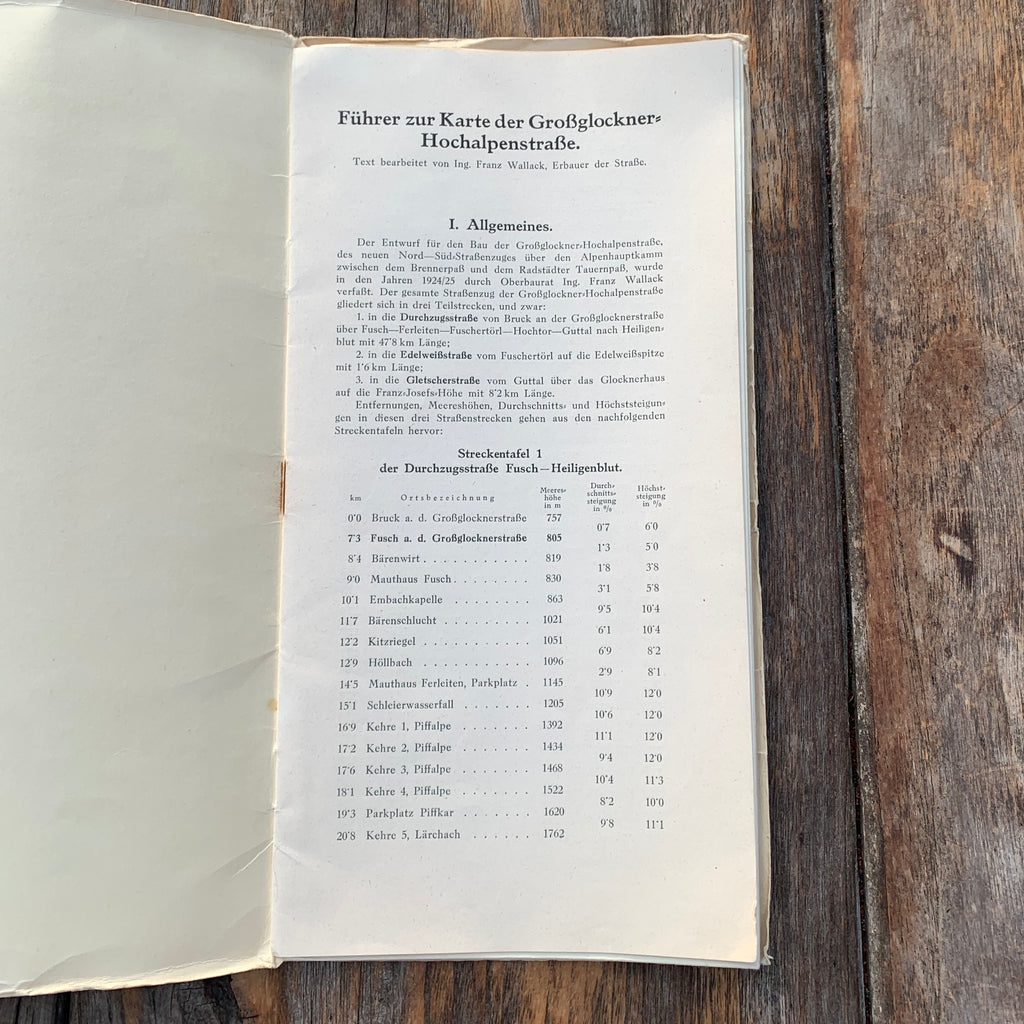 Führer zur Karte der Großglockner-
Hochalpenstraße.
Text bearbeitet von Ing. Franz Wallack, Erbauer der Straße.
I. Allgemeines.
Der Entwurf für den Bau der Großglockner-Hochalpenstraße,
des neuen Nord—Süd-Straßenzuges über den Alpenhauptkamm
zwischen dem Brennerpaß und dem Radstädter Tauernpaß, wurde
in den Jahren 1924/25 durch Oberbaurat Ing. Franz Wallack
verfaßt. Der gesamte Straßenzug der Großglockner-Hochalpenstraße
gliedert sich in drei Teilstrecken, und zwar:
1. in die Durchzugsstraße von Bruck an der Großglocknerstraße
über Fusch—Ferleiten—Fuschertörl—Hochtor—Guttal nach Heiligen-
blut mit 47'8 km Länge;
2. in die Edelweißstraße vom Fuschertörl auf die Edelweißspitze
mit 1'6 km Länge;
3. in die Gletscherstraße vom Guttal über das Glocknerhaus
auf die Franz-Josefs-Höhe mit 8'2 km Länge.
Entfernungen, Meereshöhen, Durchschnitts- und Höchststeigun-
gen in diesen drei Straßenstrecken gehen aus den nachfolgenden
Streckentafeln hervor:
Streckentafel 1
der Durchzugsstraße Fusch—Heiligenblut.
km Ortsbezeichnung Meeres-höhe in m Durch-schnitts-steigung in % Höchst-steigung in %
0'0 Bruck a. d. Großglocknerstraße 757
0'7 6'0
7'3 Fusch a. d. Großglocknerstraße 805
1'3 5'0
8'4 Bärenwirt . . . . . . . . . . . 819
1'8 3'8
9'0 Mauthaus Fusch . . . . . . . . 830
3'1 5'8
10'1 Embachkapelle . . . . . . . . 863
9'5 10'4
11'7 Bärenschlucht . . . . . . . . . 1021
6'1 10'4
12'2 Kitzriegel . . . . . . . . . . . 1051
6'9 8'2
12'9 Höllbach . . . . . . . . . . . 1096
2'9 8'1
14'5 Mauthaus Ferleiten, Parkplatz . 1145
10'9 12'0
15'1 Schleierwasserfall . . . . . . . 1205
10'6 12'0
16'9 Kehre 1, Piffalpe . . . . . . . 1392
11'1 12'0
17'2 Kehre 2, Piffalpe . . . . . . . 1434
9'4 12'0
17'6 Kehre 3, Piffalpe . . . . . . . 1468
10'4 11'3
18'1 Kehre 4, Piffalpe . . . . . . . 1522
8'2 10'0
19'3 Parkplatz Piffkar . . . . . . . 1620
9'8 11'1
20'8 Kehre 5, Lärchach . . . . . . 1762